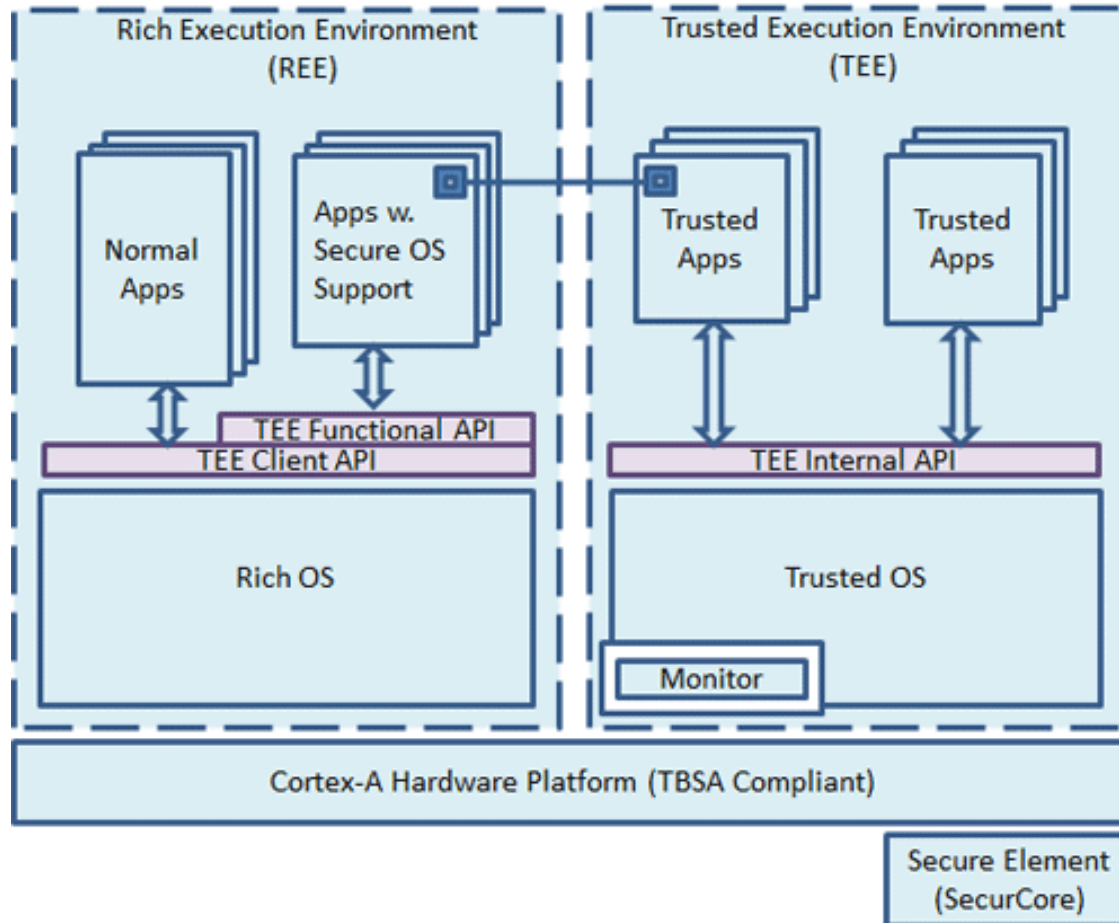 Rich Execution Environment
(REE)
Trusted Execution Environment
(TEE)
Normal
Apps
Apps w.
Secure OS
Support
Trusted
Apps
Trusted
Apps
TEE Functional API
TEE Client API
TEE Internal API
Rich OS
Trusted OS
Monitor
Cortex-A Hardware Platform (TBSA Compliant)
Secure Element
(SecurCore)